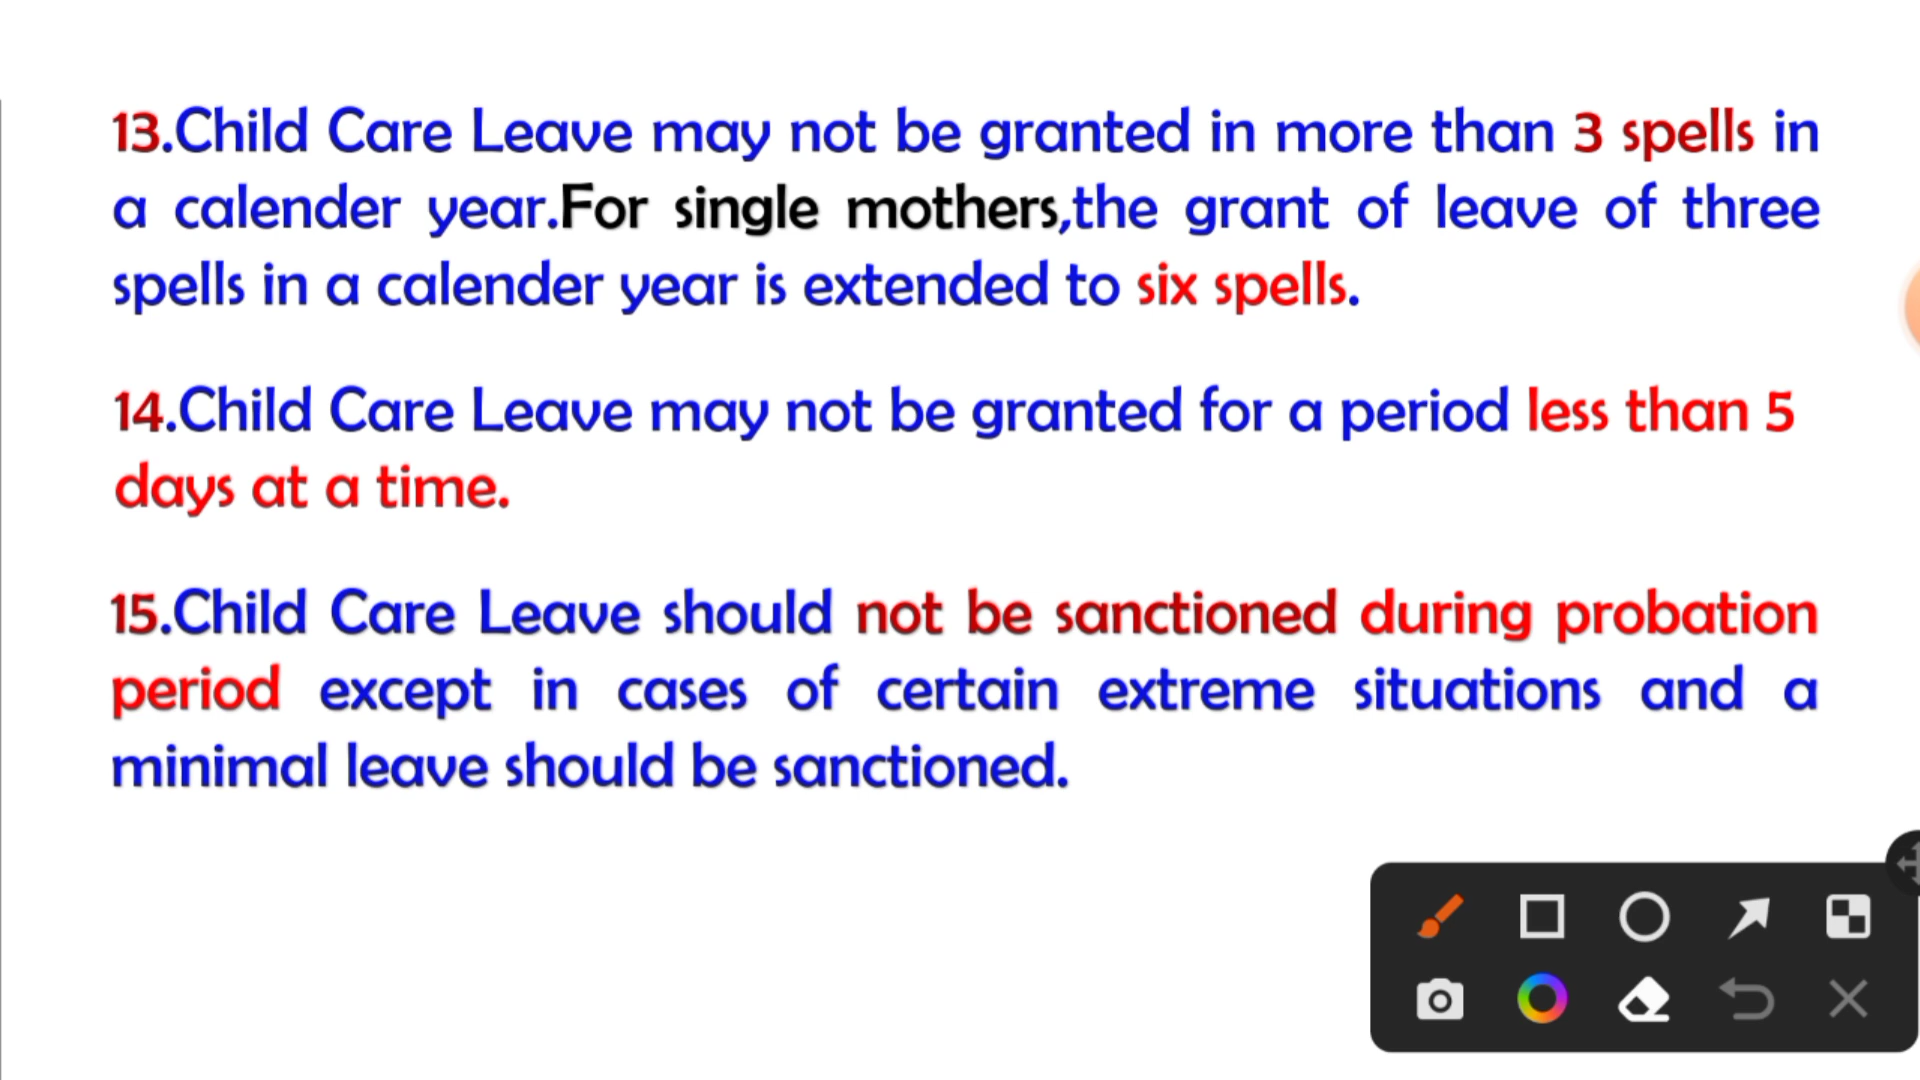 13.Child Care Leave may not be granted in more than 3 spells in
a calender year.For single mothers,the grant of leave of three
spells in a calender year is extended to six spells.
14.Child Care Leave may not be granted for a period less than 5
days at a time.
15.Child Care Leave should not be sanctioned during probation
period except in cases of certain extreme situations and a
minimal leave should be sanctioned.